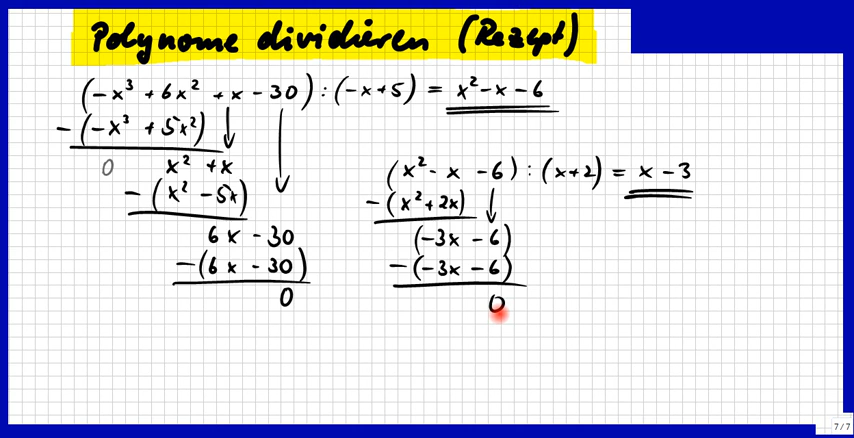 Polynome dividieren (Rezept)
(-x³ + 6x² + x - 30) : (-x+5) = x² - x - 6
-(-x³ + 5x²)
0 x² + x
-(x² - 5x)
6x - 30
-(6x - 30)
0
(x² - x - 6) : (x+2) = x - 3
-(x² + 2x)
(-3x - 6)
-(-3x - 6)
0
7/7